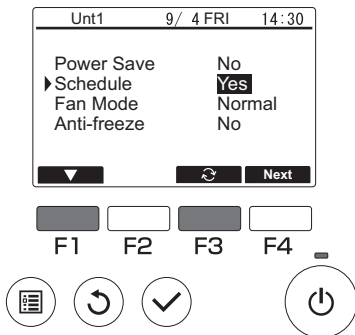 Unt1 9/ 4 FRI 14:30
Power Save No
Schedule Yes
Fan Mode Normal
Anti-freeze No
Next
F1 F2 F3 F4